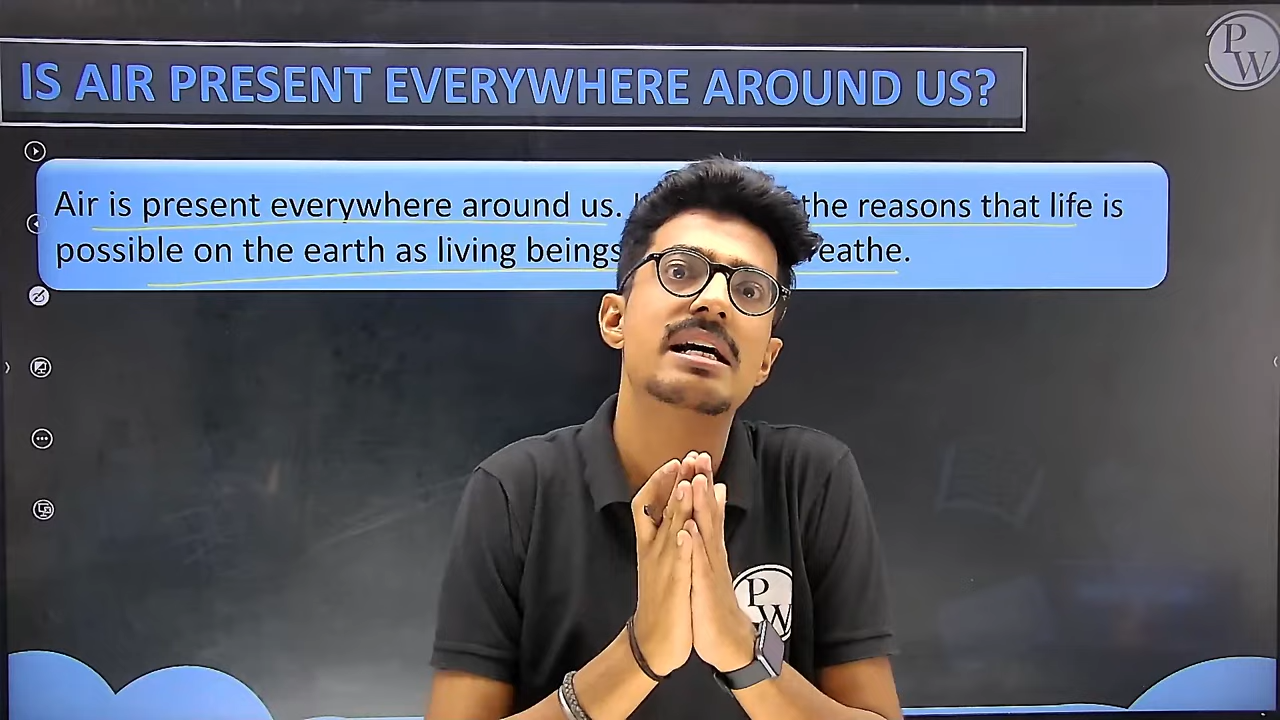 IS AIR PRESENT EVERYWHERE AROUND US?
PW
Air is present everywhere around us. the reasons that life is
possible on the earth as living beings
PW